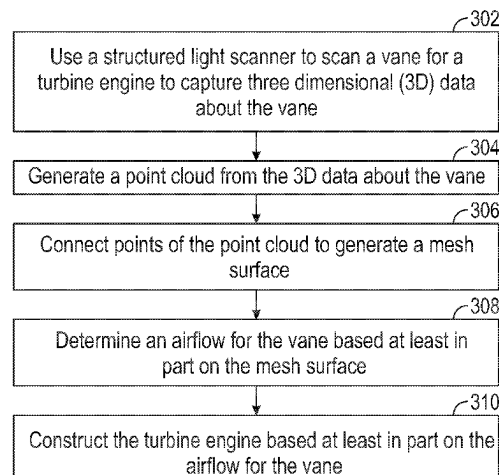 302
Use a structured light scanner to scan a vane for
a turbine engine to capture three dimensional (3D) data
about the vane
304
Generate a point cloud from the 3D data about the vane
306
Connect points of the point cloud to generate a mesh
surface
308
Determine an airflow for the vane based at least in
part on the mesh surface
310
Construct the turbine engine based at least in part on the
airflow for the vane